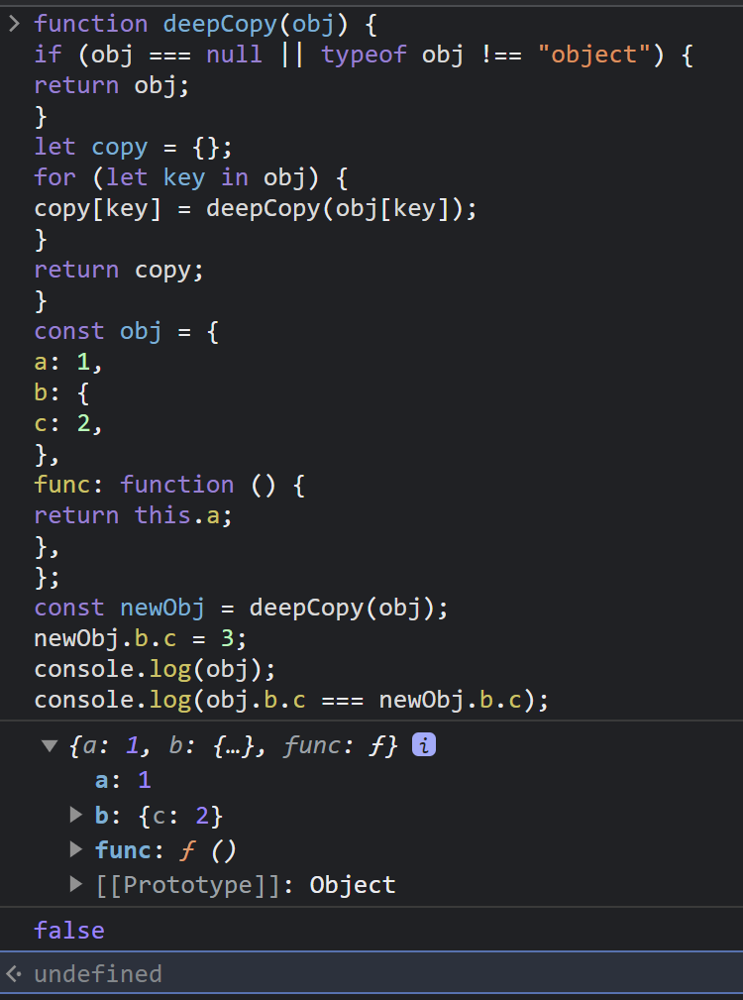 function deepCopy(obj) {
if (obj === null || typeof obj !== "object") {
return obj;
}
let copy = {};
for (let key in obj) {
copy[key] = deepCopy(obj[key]);
}
return copy;
}
const obj = {
a: 1,
b: {
c: 2,
},
func: function () {
return this.a;
},
};
const newObj = deepCopy(obj);
newObj.b.c = 3;
console.log(obj);
console.log(obj.b.c === newObj.b.c);
{a: 1, b: {…}, func: ƒ} i
a: 1
b: {c: 2}
func: ƒ ()
[[Prototype]]: Object
false
undefined